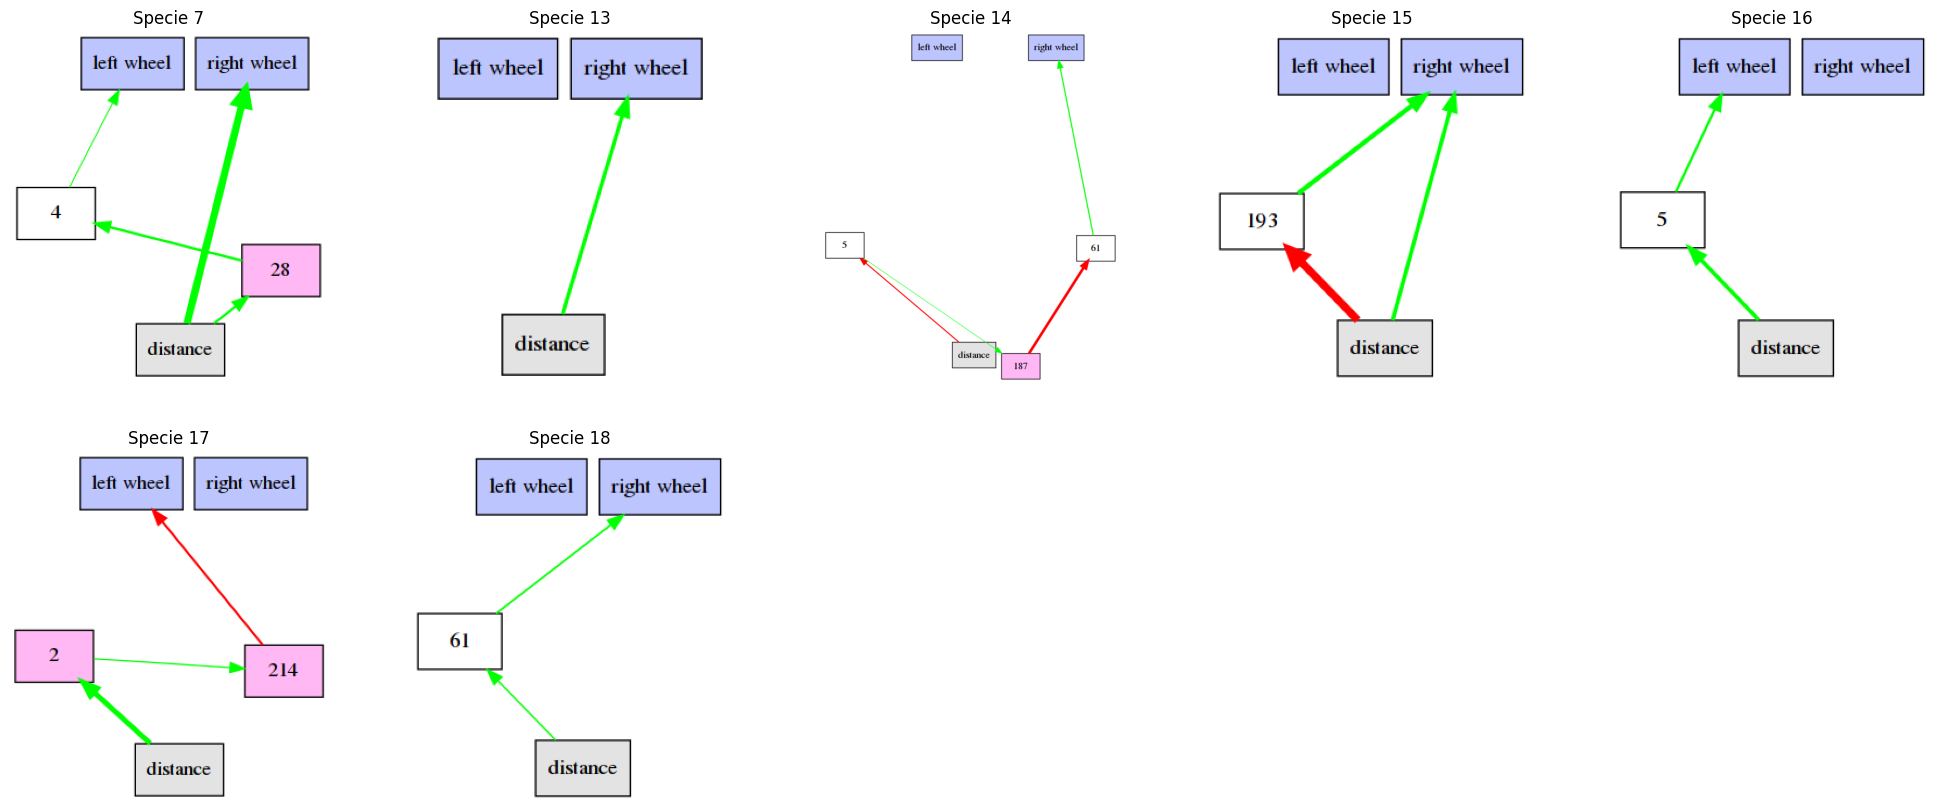 Specie 7
left wheel
right wheel
4
28
distance
Specie 13
left wheel
right wheel
distance
Specie 14
left wheel
right wheel
5
61
distance
187
Specie 15
left wheel
right wheel
193
distance
Specie 16
left wheel
right wheel
5
distance
Specie 17
left wheel
right wheel
2
214
distance
Specie 18
left wheel
right wheel
61
distance